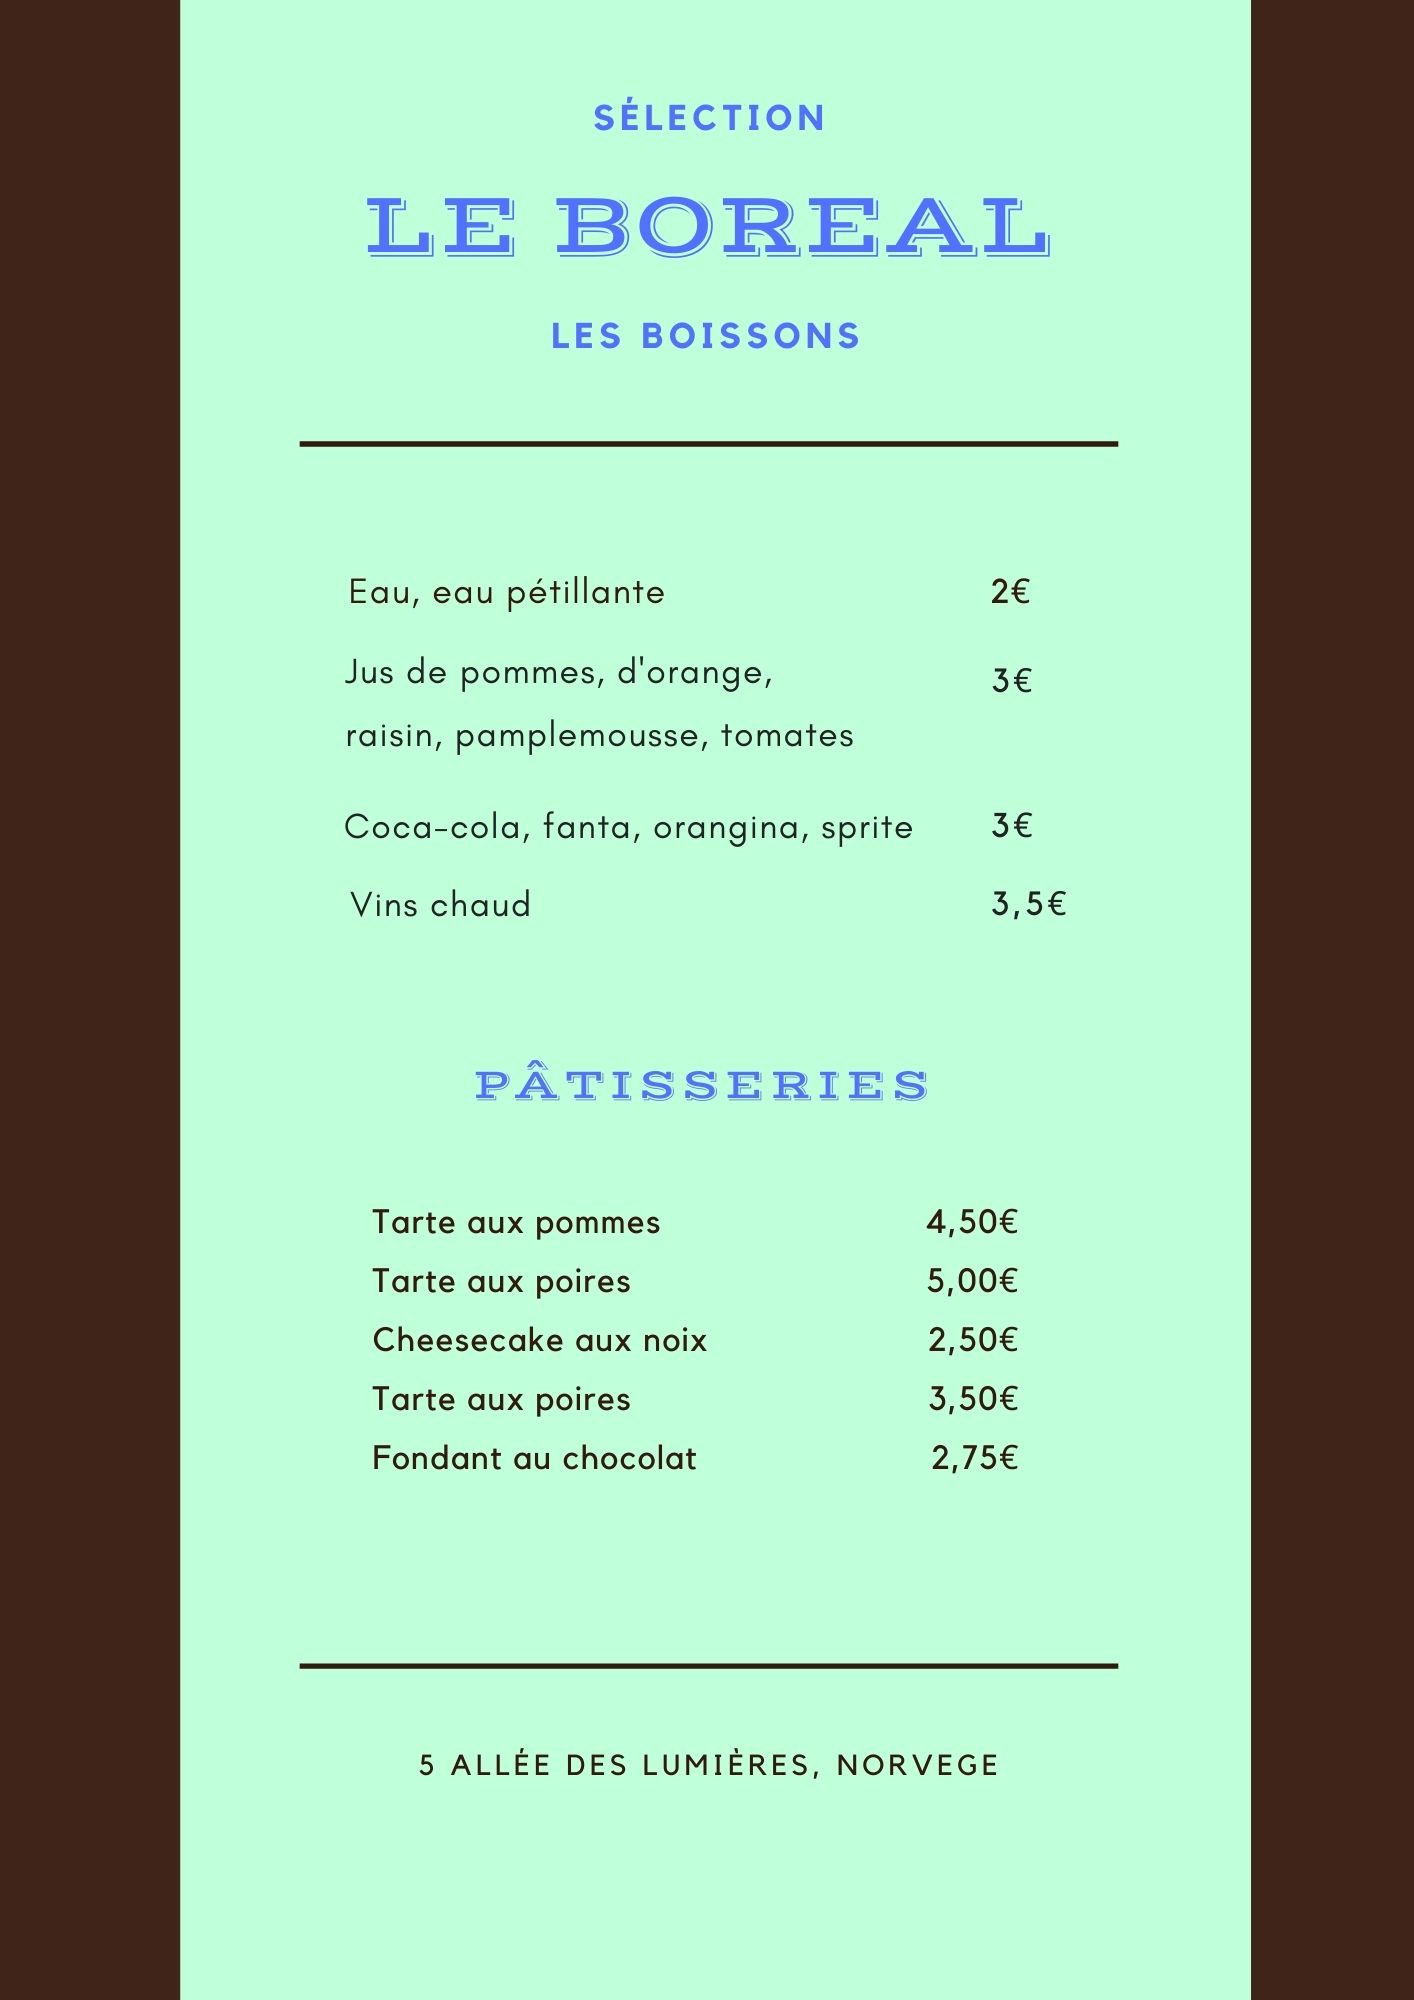 SÉLECTION
LE BOREAL
LES BOISSONS
Eau, eau pétillante 2€
Jus de pommes, d'orange, 3€
raisin, pamplemousse, tomates
Coca-cola, fanta, orangina, sprite 3€
Vins chaud 3,5€
PÂTISSERIES
Tarte aux pommes 4,50€
Tarte aux poires 5,00€
Cheesecake aux noix 2,50€
Tarte aux poires 3,50€
Fondant au chocolat 2,75€
5 ALLÉE DES LUMIÈRES, NORVEGE